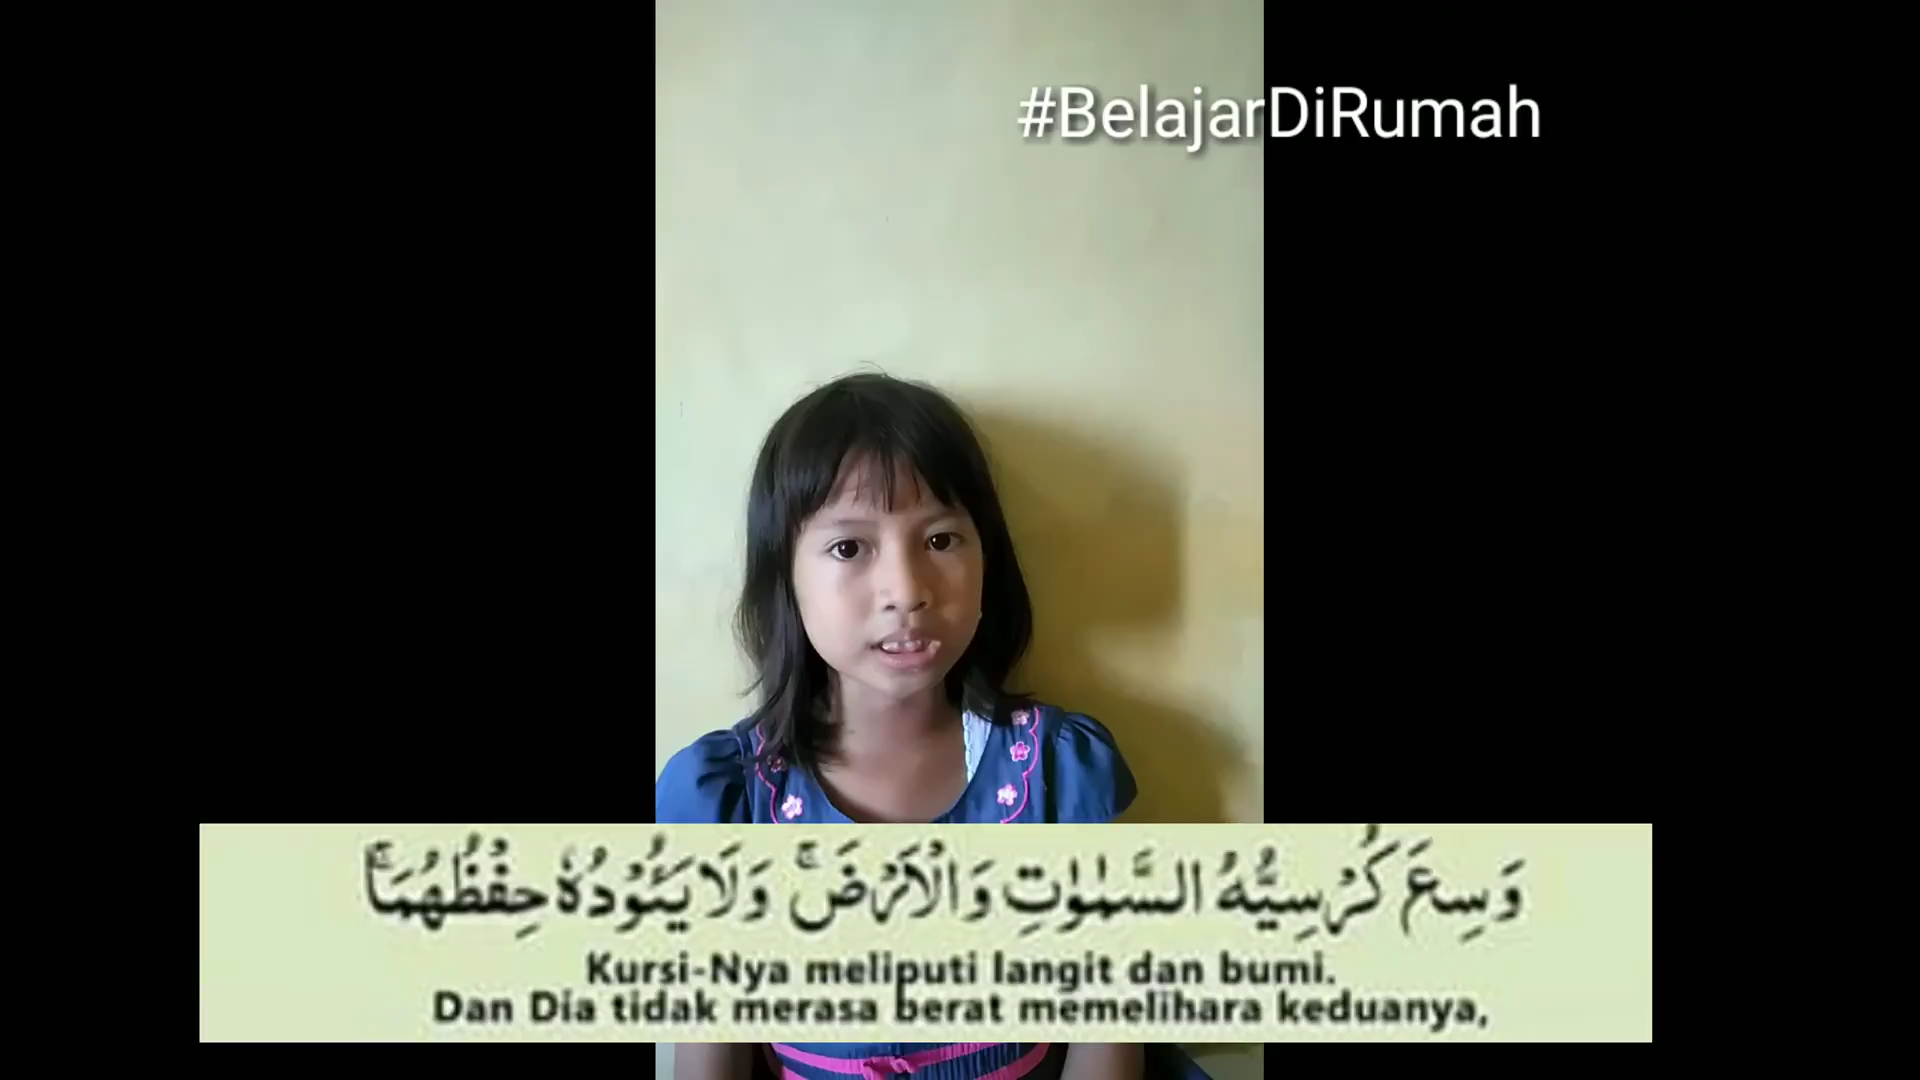 #BelajarDiRumah
وَسِعَ كُرْسِيُّهُ السَّمٰوٰتِ وَالْاَرْضَۚ وَلَا يَـُٔوْدُهٗ حِفْظُهُمَاۚ
Kursi-Nya meliputi langit dan bumi.
Dan Dia tidak merasa berat memelihara keduanya,